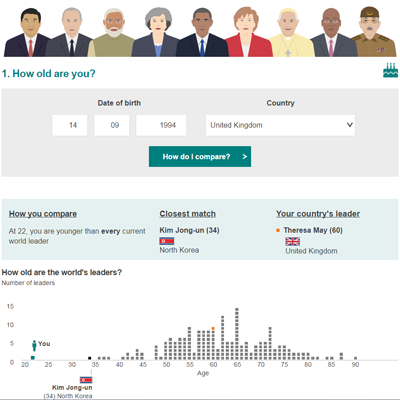 1. How old are you?
Date of birth
Country
14 09 1994 United Kingdom
How do I compare? >
How you compare
At 22, you are younger than every current
world leader
Closest match
Kim Jong-un (34)
North Korea
Your country's leader
Theresa May (60)
United Kingdom
How old are the world's leaders?
Number of leaders
15
10
5
0
You
20 25 30 35 40 45 50 55 60 65 70 75 80 85 90
Age
Kim Jong-un
(34) North Korea